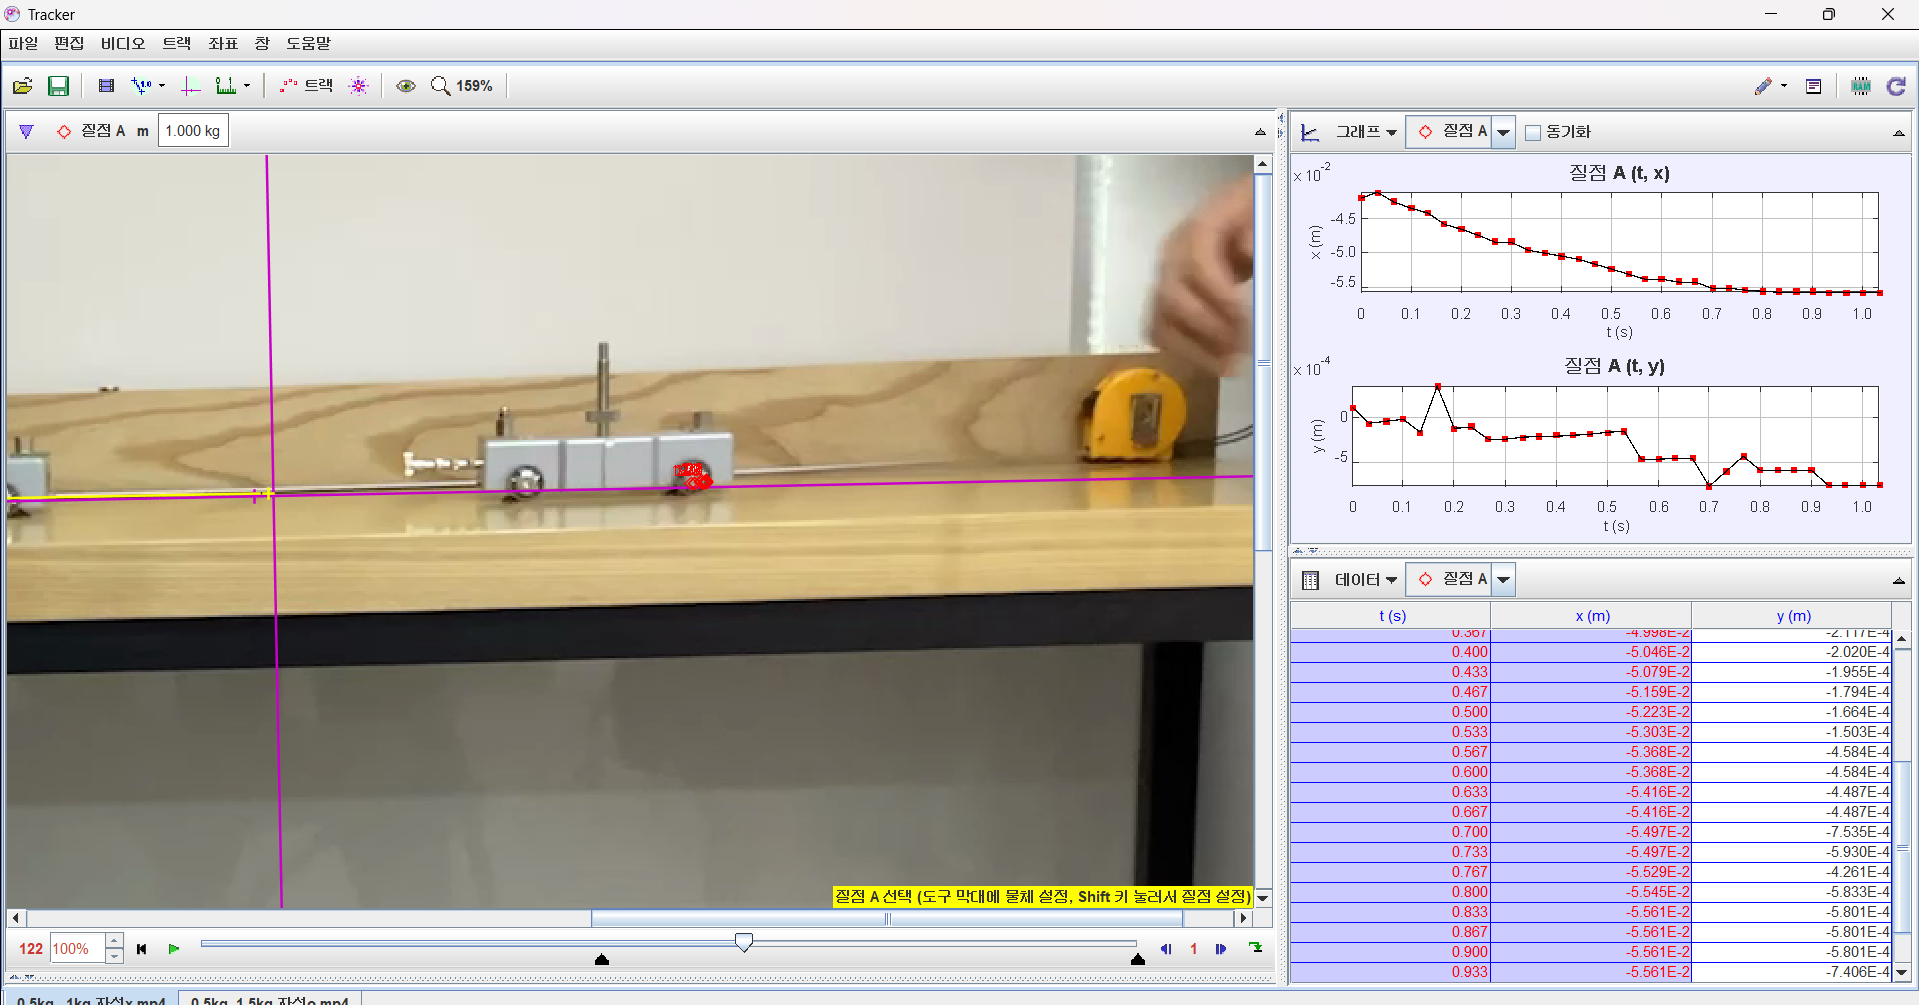 Tracker
파일 편집 비디오 트랙 좌표 창 도움말
트랙 159%
질점 A m 1.000 kg
그래프 질점 A 동기화
질점 A (t, x)
x 10-2
x (m)
-4.5
-5.0
-5.5
0 0.1 0.2 0.3 0.4 0.5 0.6 0.7 0.8 0.9 1.0
t (s)
질점 A (t, y)
x 10-4
y (m)
0
-5
0 0.1 0.2 0.3 0.4 0.5 0.6 0.7 0.8 0.9 1.0
t (s)
데이터 질점 A
t (s) x (m) y (m)
0.367 -4.998E-2 -2.117E-4
0.400 -5.046E-2 -2.020E-4
0.433 -5.079E-2 -1.955E-4
0.467 -5.159E-2 -1.794E-4
0.500 -5.223E-2 -1.664E-4
0.533 -5.303E-2 -1.503E-4
0.567 -5.368E-2 -4.584E-4
0.600 -5.368E-2 -4.584E-4
0.633 -5.416E-2 -4.487E-4
0.667 -5.416E-2 -4.487E-4
0.700 -5.497E-2 -7.535E-4
0.733 -5.497E-2 -5.930E-4
0.767 -5.529E-2 -4.261E-4
0.800 -5.545E-2 -5.833E-4
0.833 -5.561E-2 -5.801E-4
0.867 -5.561E-2 -5.801E-4
0.900 -5.561E-2 -5.801E-4
0.933 -5.561E-2 -7.406E-4
질점 A 선택 (도구 막대에 물체 설정, Shift 키 눌러서 질점 설정)
122 100% 1
0.5kg, 1.5kg 자석o.mp4